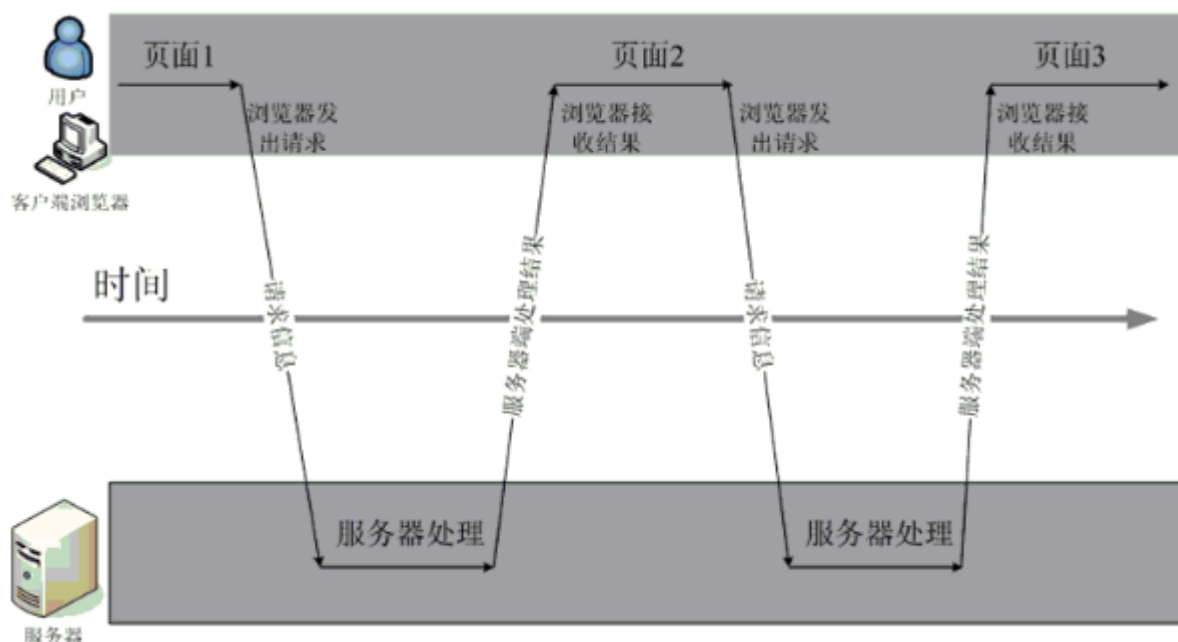 页面1
页面2
页面3
用户
浏览器发
出请求
浏览器接
收结果
浏览器发
出请求
浏览器接
收结果
客户端浏览器
时间
请求信息
服务器端处理结果
请求信息
服务器端处理结果
服务器处理
服务器处理
服务器